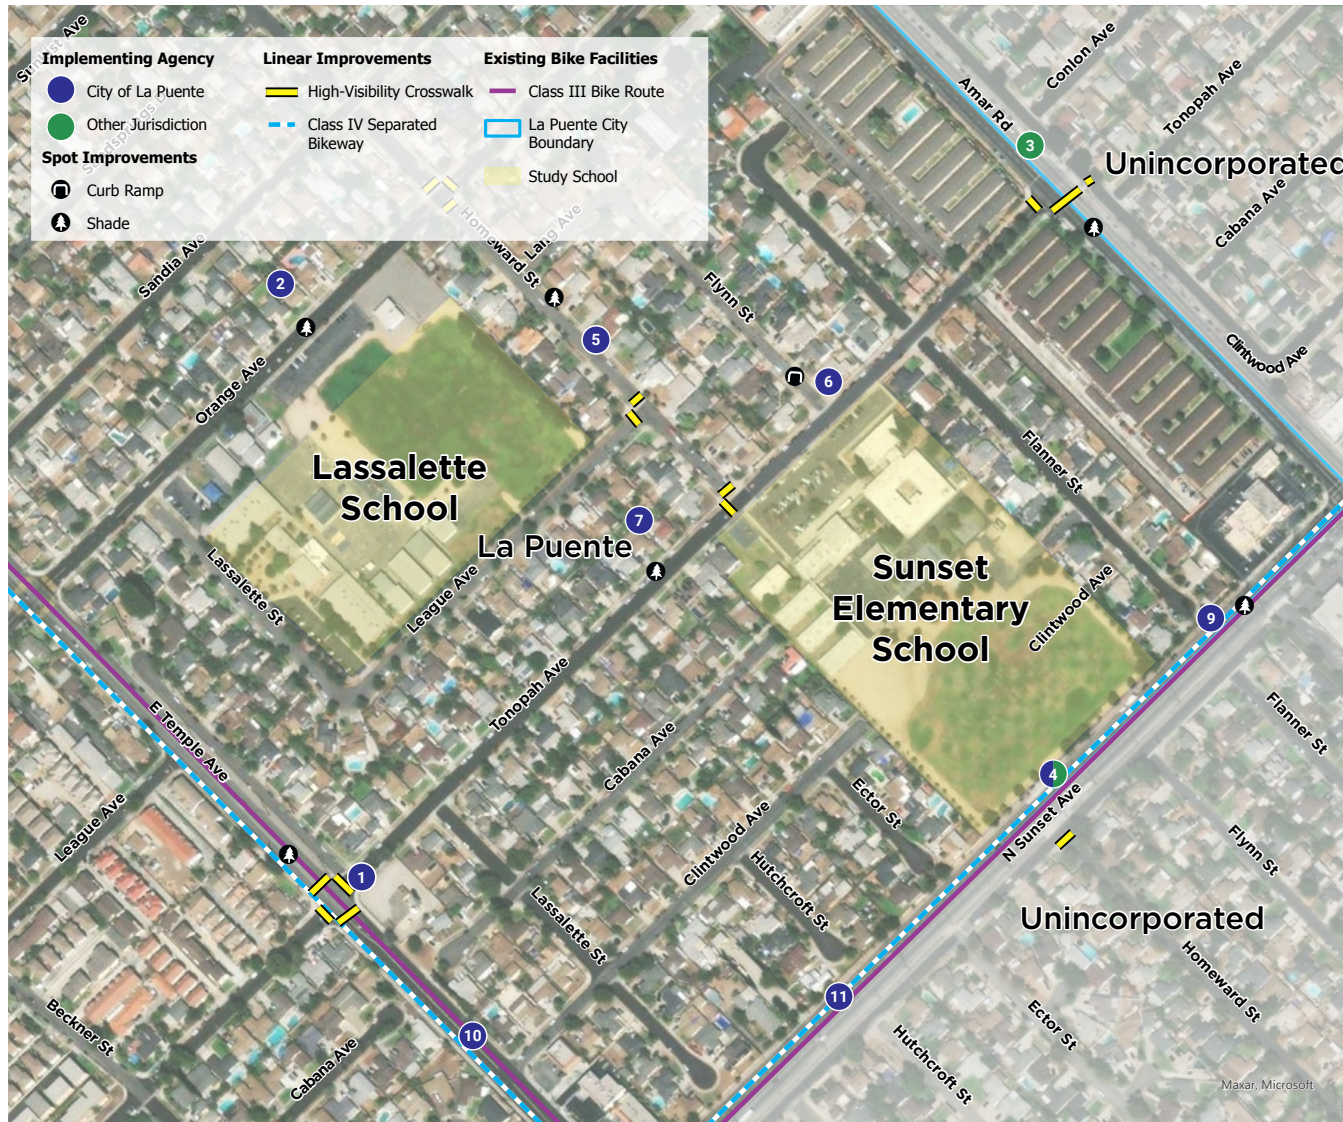 Sunkist Ave
Implementing Agency
City of La Puente
Other Jurisdiction
Spot Improvements
Curb Ramp
Shade
Linear Improvements
High-Visibility Crosswalk
Class IV Separated
Bikeway
Existing Bike Facilities
Class III Bike Route
La Puente City
Boundary
Study School
Conlon Ave
Tonopah Ave
Amar Rd
3
Unincorporated
Cabana Ave
Lang Ave
Homeward St
Sandia Ave
2
Flynn St
5
Clintwood Ave
Orange Ave
6
Flanner St
Lassalette
School
7
La Puente
Sunset
Elementary
School
Lassalette St
League Ave
Clintwood Ave
9
Tonopah Ave
E Temple Ave
Cabana Ave
Flanner St
4
N Sunset Ave
Ector St
League Ave
Clintwood Ave
Flynn St
1
Hutchcroft St
Lassalette St
Unincorporated
Homeward St
11
10
Beckner St
Cabana Ave
Ector St
Hutchcroft St
Maxar, Microsoft